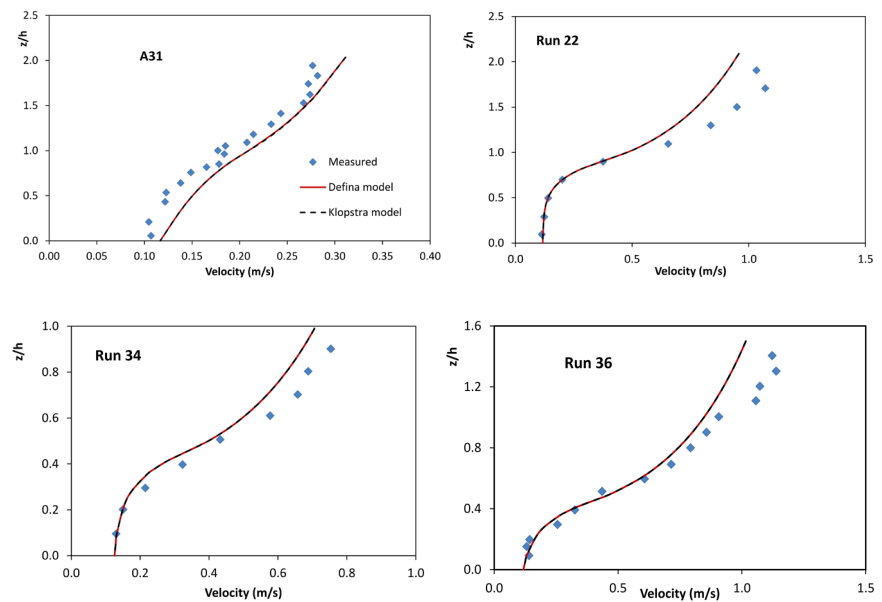 z/h
2.5
2.0
1.5
1.0
0.5
0.0
A31
Measured
Defina model
Klopstra model
0.00 0.05 0.10 0.15 0.20 0.25 0.30 0.35 0.40
Velocity (m/s)
z/h
2.5
2.0
1.5
1.0
0.5
0.0
Run 22
0.0 0.5 1.0 1.5
Velocity (m/s)
z/h
1.0
0.8
0.6
0.4
0.2
0.0
Run 34
0.0 0.2 0.4 0.6 0.8 1.0
Velocity (m/s)
z/h
1.6
1.2
0.8
0.4
0.0
Run 36
0.0 0.5 1.0 1.5
Velocity (m/s)